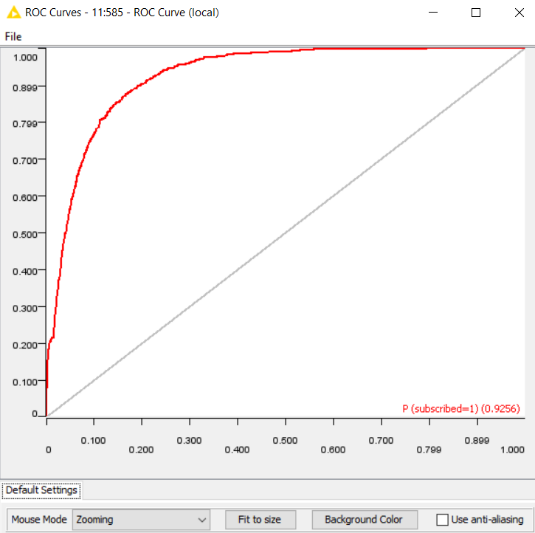 ROC Curves - 11:585 - ROC Curve (local)
File
1.000
0.899
0.799
0.700
0.600
0.500
0.400
0.300
0.200
0.100
0
P (subscribed=1) (0.9256)
0.100 0.300 0.500 0.700 0.899
0 0.200 0.400 0.600 0.799 1.000
Default Settings
Mouse Mode Zooming Fit to size Background Color Use anti-aliasing